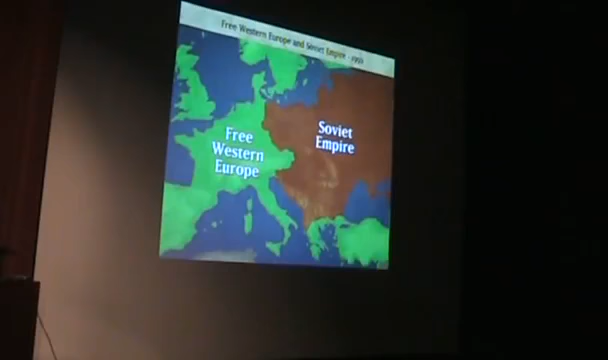 Free Western Europe and Soviet Empire - 1959
Free
Western
Europe
Soviet
Empire